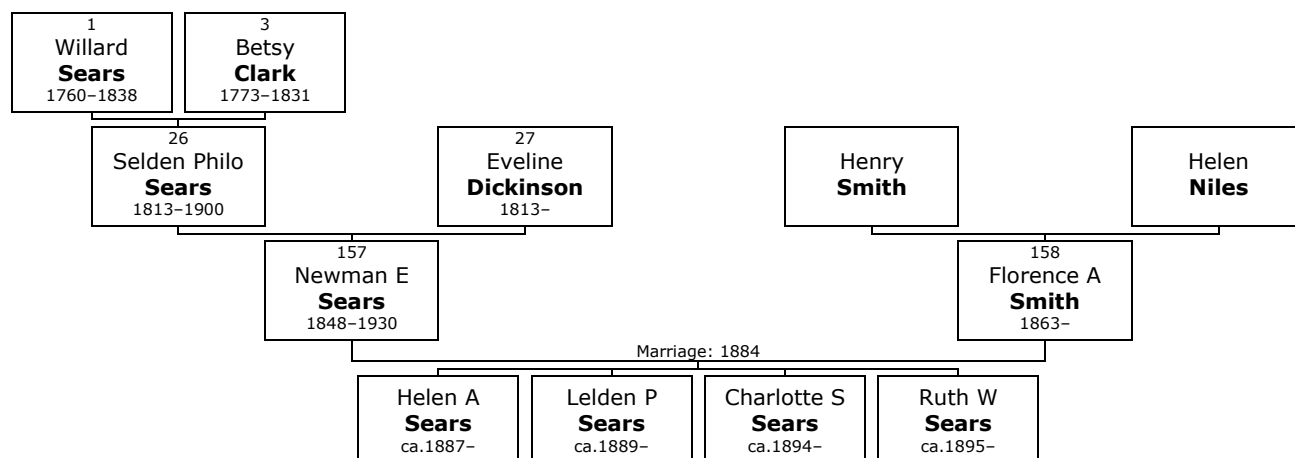 1
Willard
Sears
1760–1838
3
Betsy
Clark
1773–1831
26
Selden Philo
Sears
1813–1900
27
Eveline
Dickinson
1813–
Henry
Smith
Helen
Niles
157
Newman E
Sears
1848–1930
158
Florence A
Smith
1863–
Marriage: 1884
Helen A
Sears
ca.1887–
Lelden P
Sears
ca.1889–
Charlotte S
Sears
ca.1894–
Ruth W
Sears
ca.1895–